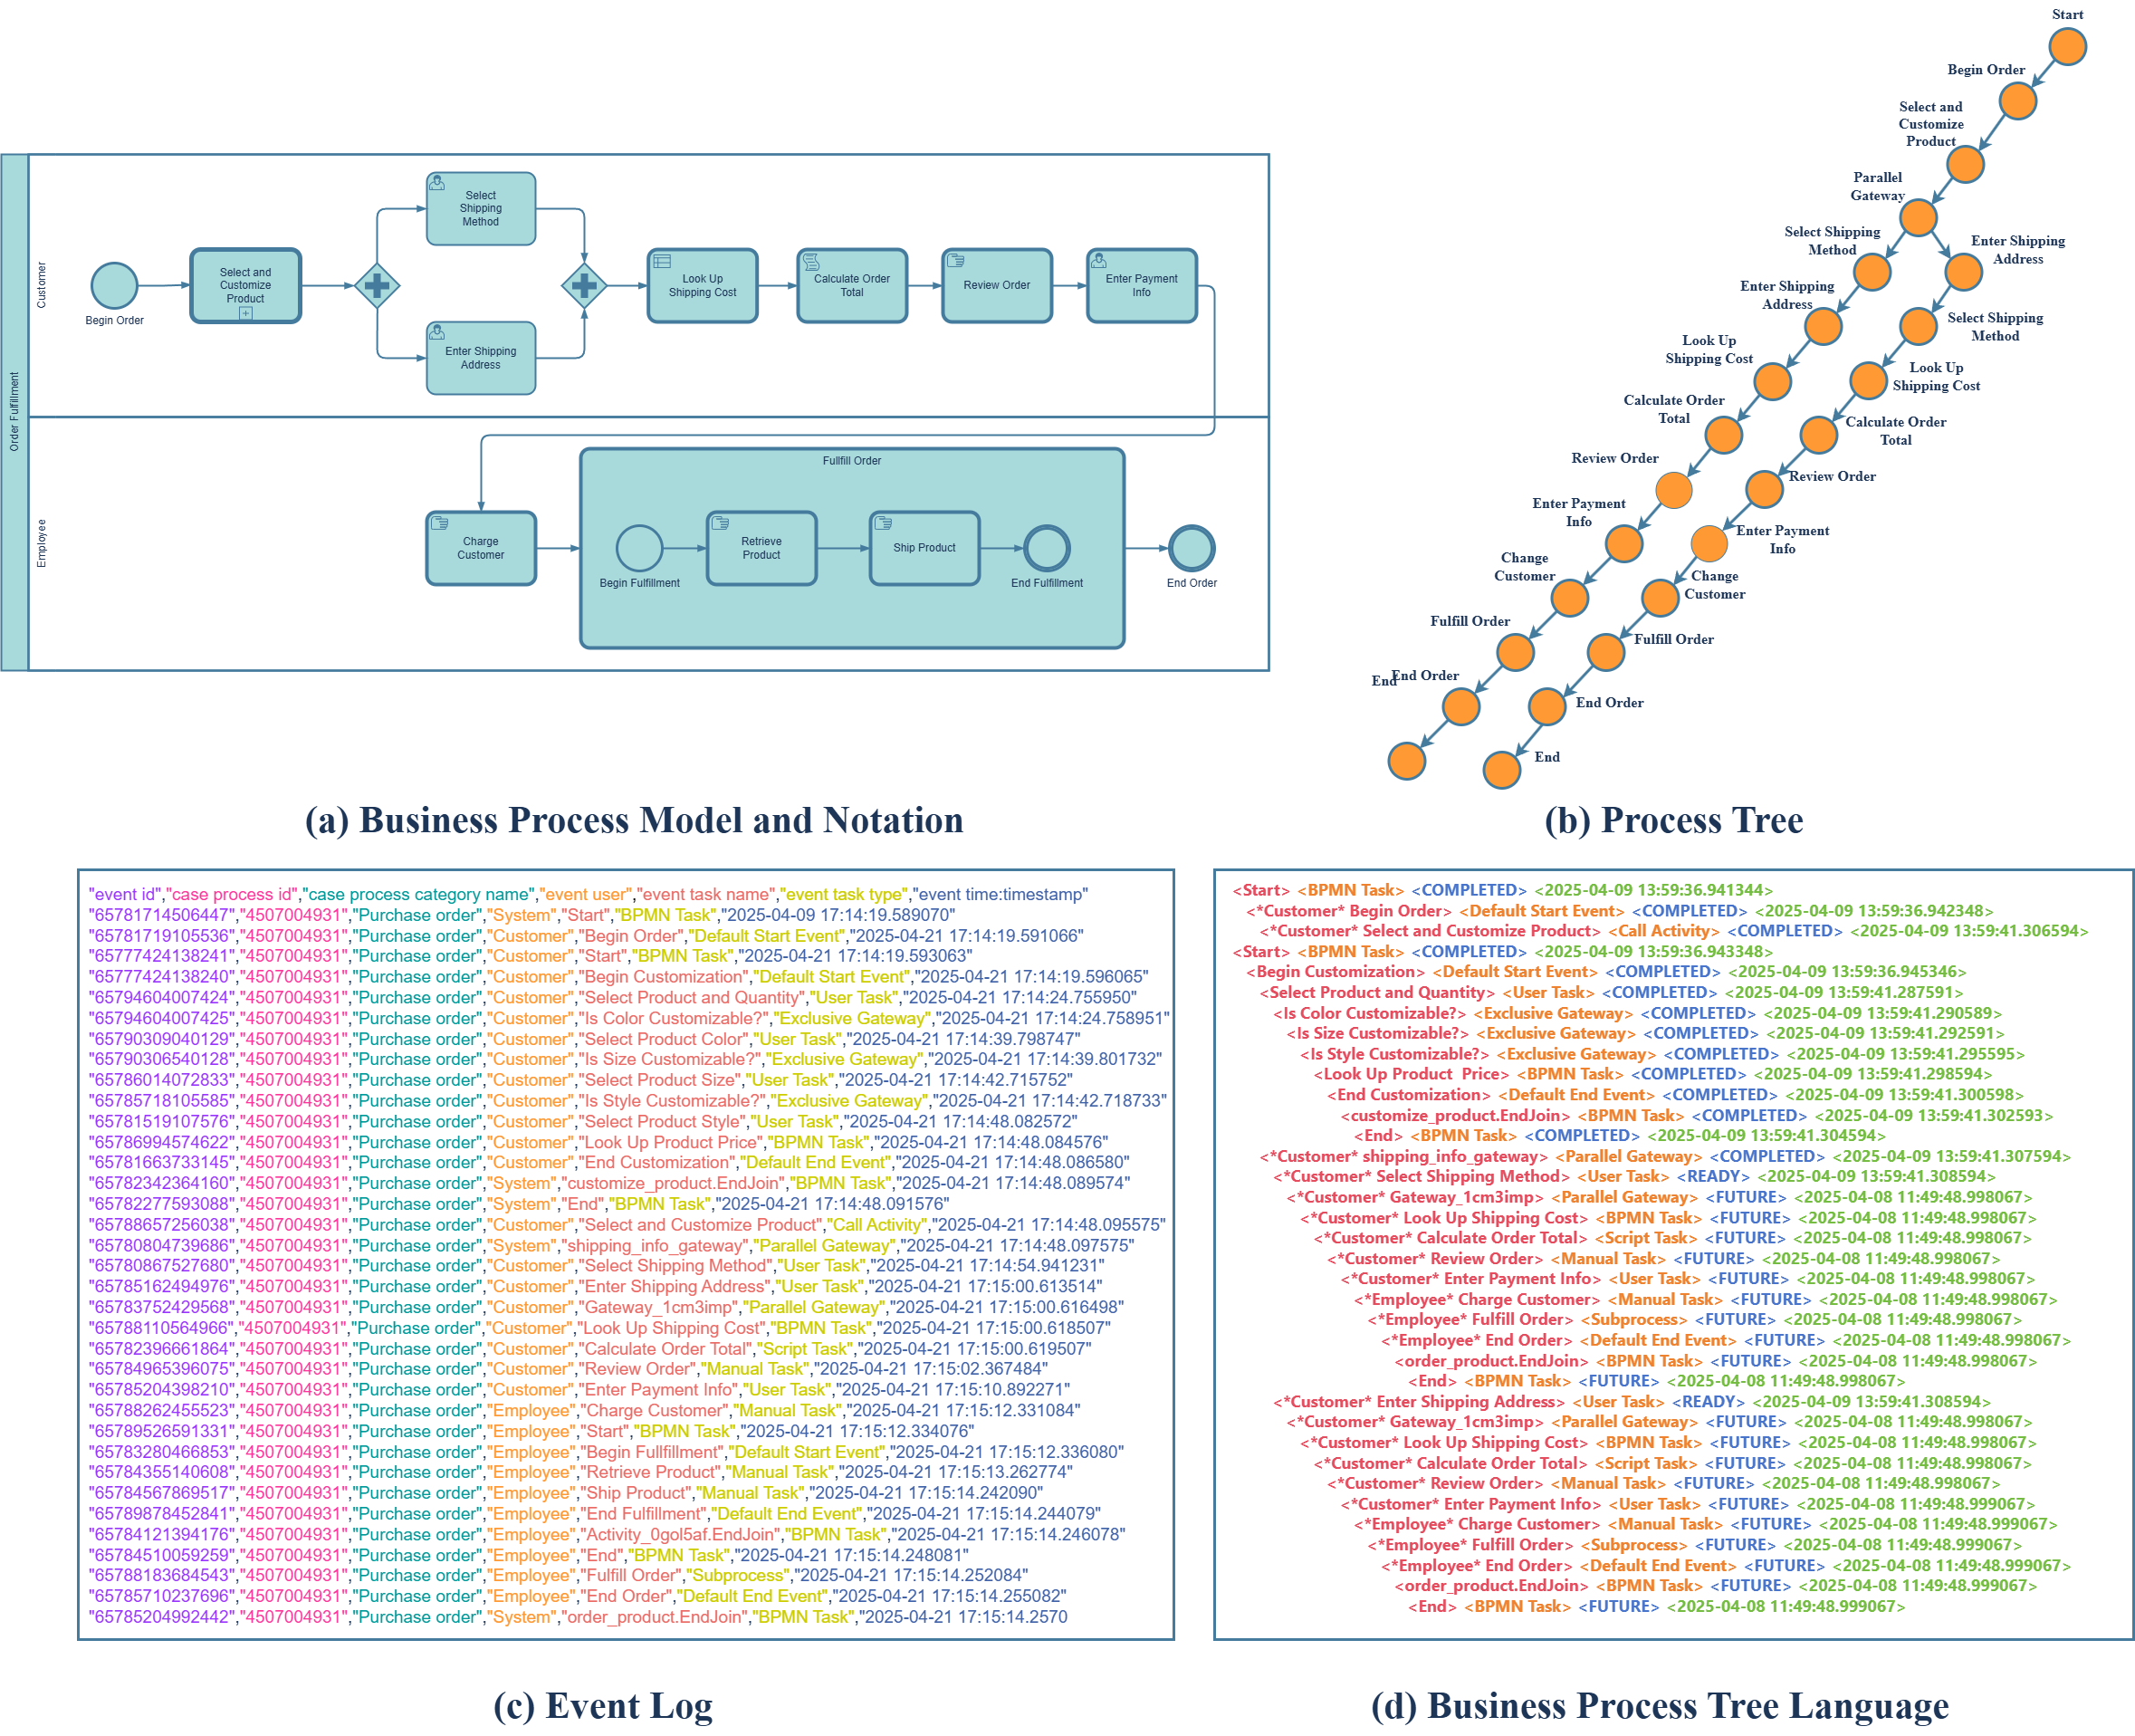 Order Fulfillment
Customer
Begin Order
Select and
Customize
Product
Select
Shipping
Method
Enter Shipping
Address
Look Up
Shipping Cost
Calculate Order
Total
Review Order
Enter Payment
Info
Employee
Charge
Customer
Fullfill Order
Begin Fulfillment
Retrieve
Product
Ship Product
End Fulfillment
End Order
(a) Business Process Model and Notation
Start
Begin Order
Select and
Customize
Product
Parallel
Gateway
Select Shipping
Method
Enter Shipping
Address
Enter Shipping
Address
Select Shipping
Method
Look Up
Shipping Cost
Look Up
Shipping Cost
Calculate Order
Total
Calculate Order
Total
Review Order
Review Order
Enter Payment
Info
Enter Payment
Info
Change
Customer
Change
Customer
Fulfill Order
Fulfill Order
End Order
End
End Order
End
(b) Process Tree
"event id","case process id","case process category name","event user","event task name","event task type","event time:timestamp"
"65781714506447","4507004931","Purchase order","System","Start","BPMN Task","2025-04-09 17:14:19.589070"
"65781719105536","4507004931","Purchase order","Customer","Begin Order","Default Start Event","2025-04-21 17:14:19.591066"
"65777424138241","4507004931","Purchase order","Customer","Start","BPMN Task","2025-04-21 17:14:19.593063"
"65777424138240","4507004931","Purchase order","Customer","Begin Customization","Default Start Event","2025-04-21 17:14:19.596065"
"65794604007424","4507004931","Purchase order","Customer","Select Product and Quantity","User Task","2025-04-21 17:14:24.755950"
"65794604007425","4507004931","Purchase order","Customer","Is Color Customizable?","Exclusive Gateway","2025-04-21 17:14:24.758951"
"65790309040129","4507004931","Purchase order","Customer","Select Product Color","User Task","2025-04-21 17:14:39.798747"
"65790306540128","4507004931","Purchase order","Customer","Is Size Customizable?","Exclusive Gateway","2025-04-21 17:14:39.801732"
"65786014072833","4507004931","Purchase order","Customer","Select Product Size","User Task","2025-04-21 17:14:42.715752"
"65785718105585","4507004931","Purchase order","Customer","Is Style Customizable?","Exclusive Gateway","2025-04-21 17:14:42.718733"
"65781519107576","4507004931","Purchase order","Customer","Select Product Style","User Task","2025-04-21 17:14:48.082572"
"65786994574622","4507004931","Purchase order","Customer","Look Up Product Price","BPMN Task","2025-04-21 17:14:48.084576"
"65781663733145","4507004931","Purchase order","Customer","End Customization","Default End Event","2025-04-21 17:14:48.086580"
"65782342364160","4507004931","Purchase order","System","customize_product.EndJoin","BPMN Task","2025-04-21 17:14:48.089574"
"65782277593088","4507004931","Purchase order","System","End","BPMN Task","2025-04-21 17:14:48.091576"
"65788657256038","4507004931","Purchase order","Customer","Select and Customize Product","Call Activity","2025-04-21 17:14:48.095575"
"65780804739686","4507004931","Purchase order","System","shipping_info_gateway","Parallel Gateway","2025-04-21 17:14:48.097575"
"65780867527680","4507004931","Purchase order","Customer","Select Shipping Method","User Task","2025-04-21 17:14:54.941231"
"65785162494976","4507004931","Purchase order","Customer","Enter Shipping Address","User Task","2025-04-21 17:15:00.613514"
"65783752429568","4507004931","Purchase order","Customer","Gateway_1cm3imp","Parallel Gateway","2025-04-21 17:15:00.616498"
"65788110564966","4507004931","Purchase order","Customer","Look Up Shipping Cost","BPMN Task","2025-04-21 17:15:00.618507"
"65782396661864","4507004931","Purchase order","Customer","Calculate Order Total","Script Task","2025-04-21 17:15:00.619507"
"65784965396075","4507004931","Purchase order","Customer","Review Order","Manual Task","2025-04-21 17:15:02.367484"
"65785204398210","4507004931","Purchase order","Customer","Enter Payment Info","User Task","2025-04-21 17:15:10.892271"
"65788262455523","4507004931","Purchase order","Employee","Charge Customer","Manual Task","2025-04-21 17:15:12.331084"
"65789526591331","4507004931","Purchase order","Employee","Start","BPMN Task","2025-04-21 17:15:12.334076"
"65783280466853","4507004931","Purchase order","Employee","Begin Fullfillment","Default Start Event","2025-04-21 17:15:12.336080"
"65784355140608","4507004931","Purchase order","Employee","Retrieve Product","Manual Task","2025-04-21 17:15:13.262774"
"65784567869517","4507004931","Purchase order","Employee","Ship Product","Manual Task","2025-04-21 17:15:14.242090"
"65789878452841","4507004931","Purchase order","Employee","End Fulfillment","Default End Event","2025-04-21 17:15:14.244079"
"65784121394176","4507004931","Purchase order","Employee","Activity_0gol5af.EndJoin","BPMN Task","2025-04-21 17:15:14.246078"
"65784510059259","4507004931","Purchase order","Employee","End","BPMN Task","2025-04-21 17:15:14.248081"
"65788183684543","4507004931","Purchase order","Employee","Fulfill Order","Subprocess","2025-04-21 17:15:14.252084"
"65785710237696","4507004931","Purchase order","Employee","End Order","Default End Event","2025-04-21 17:15:14.255082"
"65785204992442","4507004931","Purchase order","System","order_product.EndJoin","BPMN Task","2025-04-21 17:15:14.2570
(c) Event Log
<Start> <BPMN Task> <COMPLETED> <2025-04-09 13:59:36.941344>
<*Customer* Begin Order> <Default Start Event> <COMPLETED> <2025-04-09 13:59:36.942348>
<*Customer* Select and Customize Product> <Call Activity> <COMPLETED> <2025-04-09 13:59:41.306594>
<Start> <BPMN Task> <COMPLETED> <2025-04-09 13:59:36.943348>
<Begin Customization> <Default Start Event> <COMPLETED> <2025-04-09 13:59:36.945346>
<Select Product and Quantity> <User Task> <COMPLETED> <2025-04-09 13:59:41.287591>
<Is Color Customizable?> <Exclusive Gateway> <COMPLETED> <2025-04-09 13:59:41.290589>
<Is Size Customizable?> <Exclusive Gateway> <COMPLETED> <2025-04-09 13:59:41.292591>
<Is Style Customizable?> <Exclusive Gateway> <COMPLETED> <2025-04-09 13:59:41.295595>
<Look Up Product  Price> <BPMN Task> <COMPLETED> <2025-04-09 13:59:41.298594>
<End Customization> <Default End Event> <COMPLETED> <2025-04-09 13:59:41.300598>
<customize_product.EndJoin> <BPMN Task> <COMPLETED> <2025-04-09 13:59:41.302593>
<End> <BPMN Task> <COMPLETED> <2025-04-09 13:59:41.304594>
<*Customer* shipping_info_gateway> <Parallel Gateway> <COMPLETED> <2025-04-09 13:59:41.307594>
<*Customer* Select Shipping Method> <User Task> <READY> <2025-04-09 13:59:41.308594>
<*Customer* Gateway_1cm3imp> <Parallel Gateway> <FUTURE> <2025-04-08 11:49:48.998067>
<*Customer* Look Up Shipping Cost> <BPMN Task> <FUTURE> <2025-04-08 11:49:48.998067>
<*Customer* Calculate Order Total> <Script Task> <FUTURE> <2025-04-08 11:49:48.998067>
<*Customer* Review Order> <Manual Task> <FUTURE> <2025-04-08 11:49:48.998067>
<*Customer* Enter Payment Info> <User Task> <FUTURE> <2025-04-08 11:49:48.998067>
<*Employee* Charge Customer> <Manual Task> <FUTURE> <2025-04-08 11:49:48.998067>
<*Employee* Fulfill Order> <Subprocess> <FUTURE> <2025-04-08 11:49:48.998067>
<*Employee* End Order> <Default End Event> <FUTURE> <2025-04-08 11:49:48.998067>
<order_product.EndJoin> <BPMN Task> <FUTURE> <2025-04-08 11:49:48.998067>
<End> <BPMN Task> <FUTURE> <2025-04-08 11:49:48.998067>
<*Customer* Enter Shipping Address> <User Task> <READY> <2025-04-09 13:59:41.308594>
<*Customer* Gateway_1cm3imp> <Parallel Gateway> <FUTURE> <2025-04-08 11:49:48.998067>
<*Customer* Look Up Shipping Cost> <BPMN Task> <FUTURE> <2025-04-08 11:49:48.998067>
<*Customer* Calculate Order Total> <Script Task> <FUTURE> <2025-04-08 11:49:48.998067>
<*Customer* Review Order> <Manual Task> <FUTURE> <2025-04-08 11:49:48.998067>
<*Customer* Enter Payment Info> <User Task> <FUTURE> <2025-04-08 11:49:48.999067>
<*Employee* Charge Customer> <Manual Task> <FUTURE> <2025-04-08 11:49:48.999067>
<*Employee* Fulfill Order> <Subprocess> <FUTURE> <2025-04-08 11:49:48.999067>
<*Employee* End Order> <Default End Event> <FUTURE> <2025-04-08 11:49:48.999067>
<order_product.EndJoin> <BPMN Task> <FUTURE> <2025-04-08 11:49:48.999067>
<End> <BPMN Task> <FUTURE> <2025-04-08 11:49:48.999067>
(d) Business Process Tree Language